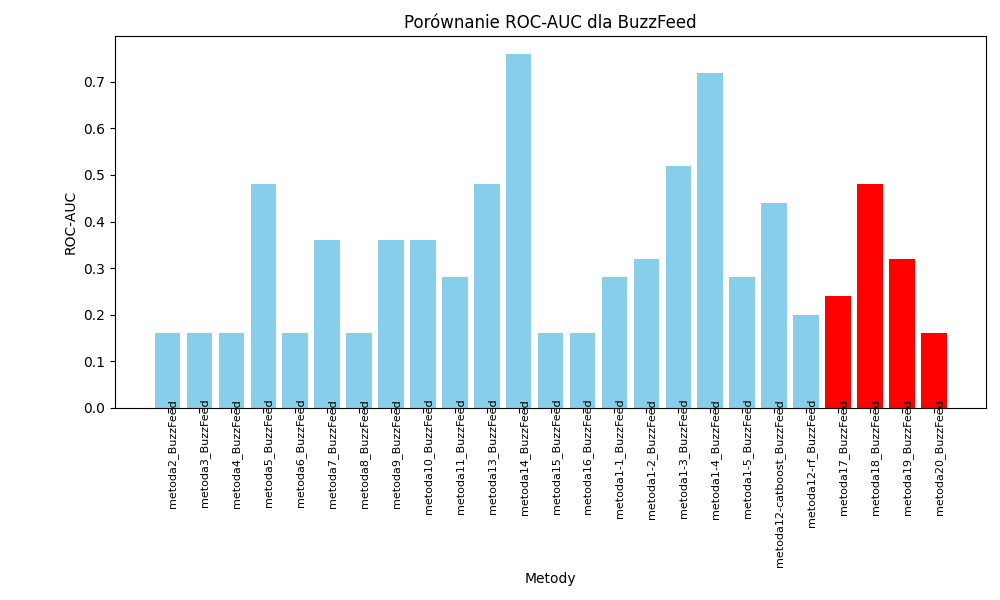 Porównanie ROC-AUC dla BuzzFeed
ROC-AUC
0.7
0.6
0.5
0.4
0.3
0.2
0.1
0.0
metoda2_BuzzFeed
metoda3_BuzzFeed
metoda4_BuzzFeed
metoda5_BuzzFeed
metoda6_BuzzFeed
metoda7_BuzzFeed
metoda8_BuzzFeed
metoda9_BuzzFeed
metoda10_BuzzFeed
metoda11_BuzzFeed
metoda13_BuzzFeed
metoda14_BuzzFeed
metoda15_BuzzFeed
metoda16_BuzzFeed
metoda1-1_BuzzFeed
metoda1-2_BuzzFeed
metoda1-3_BuzzFeed
metoda1-4_BuzzFeed
metoda1-5_BuzzFeed
metoda12-catboost_BuzzFeed
metoda12-rf_BuzzFeed
metoda17_BuzzFeed
metoda18_BuzzFeed
metoda19_BuzzFeed
metoda20_BuzzFeed
Metody